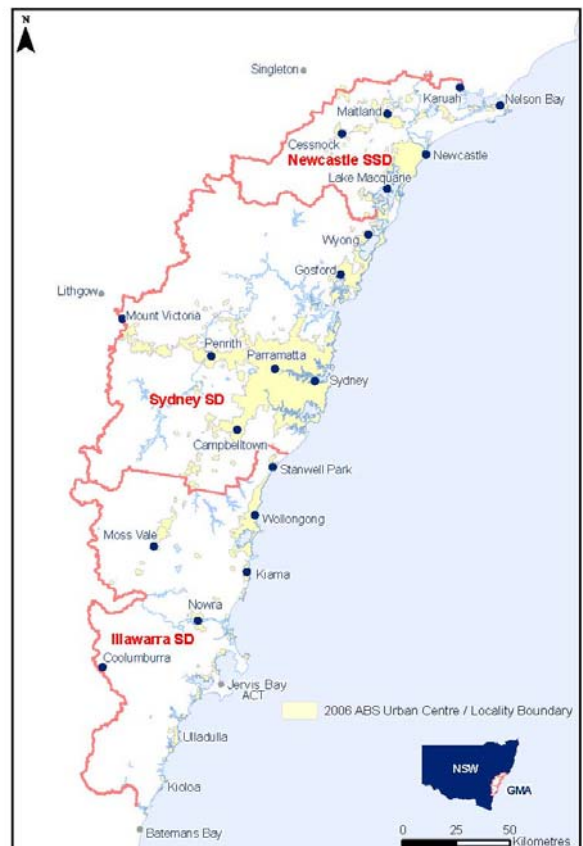 N
Singleton
Karuah
Nelson Bay
Maitland
Cessnock
Newcastle SSD
Newcastle
Lake Macquarie
Wyong
Gosford
Lithgow
Mount Victoria
Penrith
Parramatta
Sydney
Sydney SD
Campbelltown
Stanwell Park
Wollongong
Moss Vale
Kiama
Nowra
Illawarra SD
Coolumburra
Jervis Bay
ACT
2006 ABS Urban Centre / Locality Boundary
Ulladulla
NSW
GMA
Kioloa
Batemans Bay
0 25 50
Kilometres